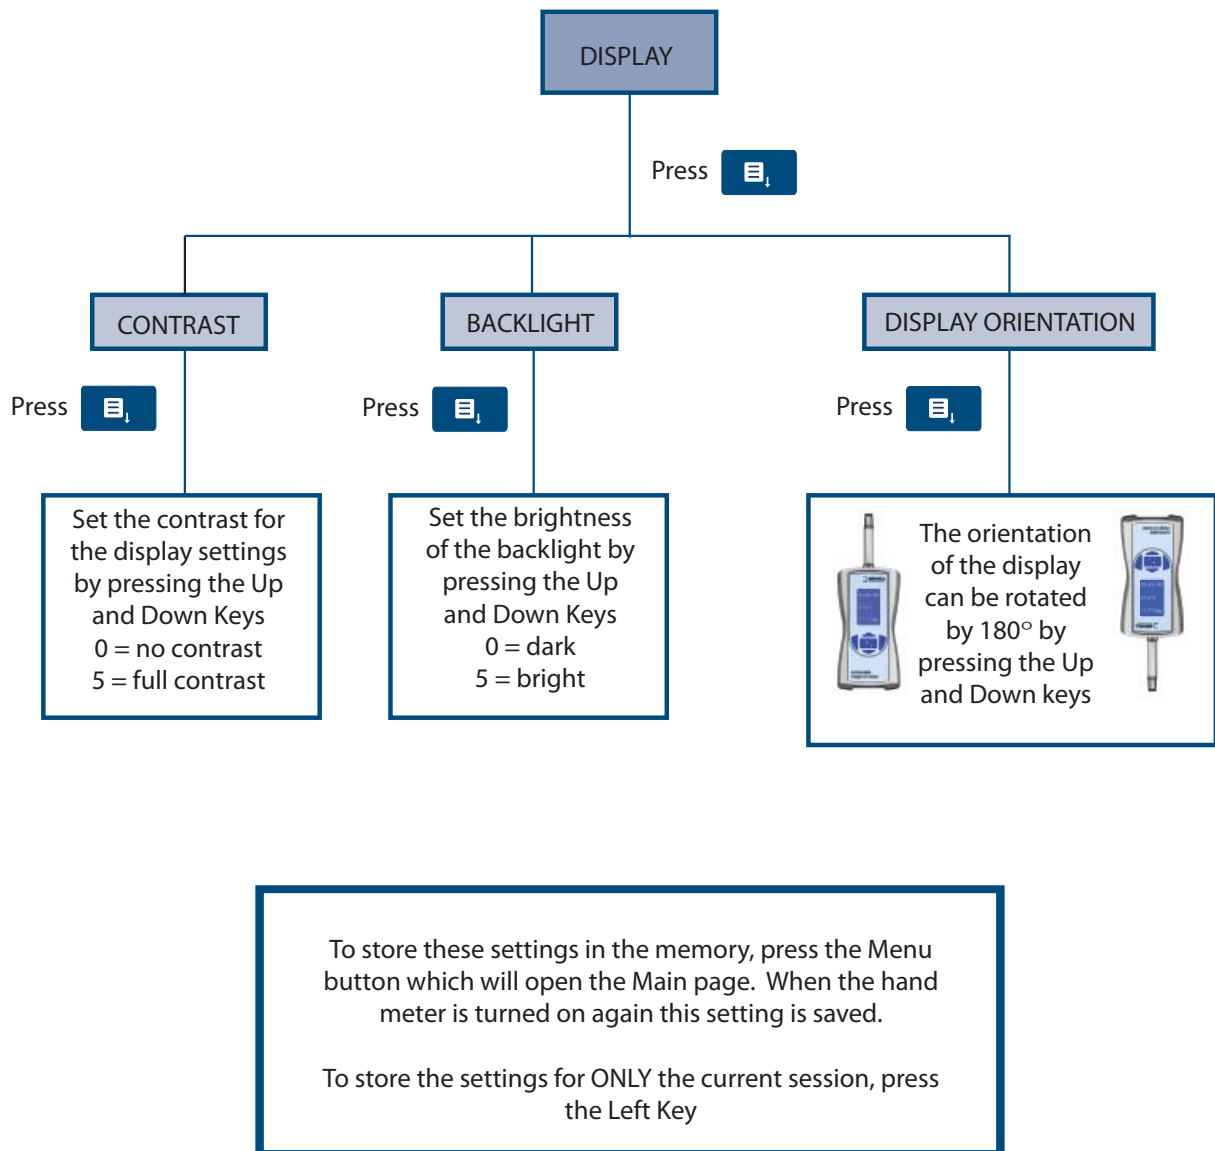 DISPLAY
Press
CONTRAST
BACKLIGHT
DISPLAY ORIENTATION
Press
Press
Press
Set the contrast for
the display settings
by pressing the Up
and Down Keys
0 = no contrast
5 = full contrast
Set the brightness
of the backlight by
pressing the Up
and Down Keys
0 = dark
5 = bright
The orientation
of the display
can be rotated
by 180° by
pressing the Up
and Down keys
To store these settings in the memory, press the Menu
button which will open the Main page.  When the hand
meter is turned on again this setting is saved.
To store the settings for ONLY the current session, press
the Left Key